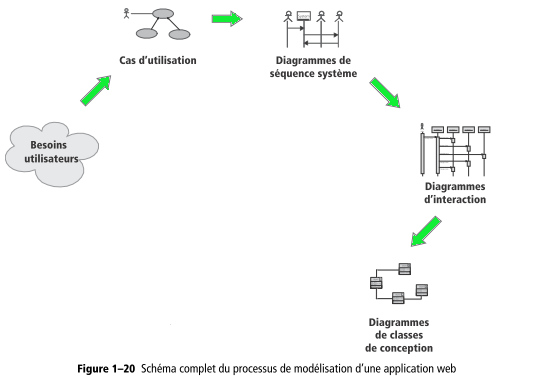 Cas d'utilisation
Diagrammes de
séquence système
Besoins
utilisateurs
Diagrammes
d'interaction
Diagrammes
de classes
de conception
Figure 1–20 Schéma complet du processus de modélisation d'une application web